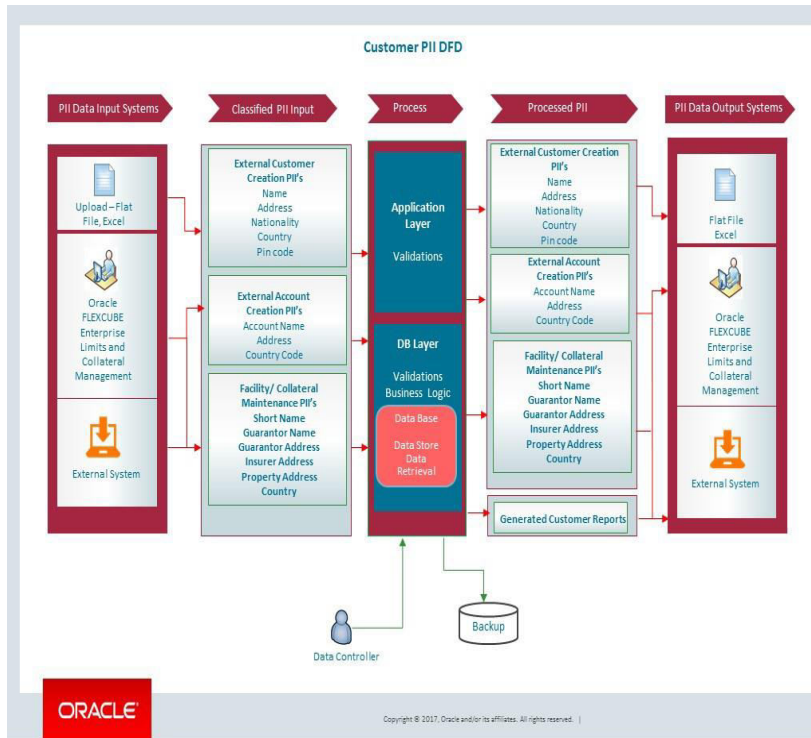 Customer PII DFD
PII Data Input Systems
Classified PII Input
Process
Processed PII
PII Data Output Systems
Upload – Flat
File, Excel
Oracle
FLEXCUBE
Enterprise
Limits and
Collateral
Management
External System
External Customer
Creation PII's
Name
Address
Nationality
Country
Pin code
External Account
Creation PII's
Account Name
Address
Country Code
Facility/ Collateral
Maintenance PII's
Short Name
Guarantor Name
Guarantor Address
Insurer Address
Property Address
Country
Application
Layer
Validations
DB Layer
Validations
Business Logic
Data Base
Data Store
Data
Retrieval
External Customer Creation
PII's
Name
Address
Nationality
Country
Pin code
External Account
Creation PII's
Account Name
Address
Country Code
Facility/ Collateral
Maintenance PII's
Short Name
Guarantor Name
Guarantor Address
Insurer Address
Property Address
Country
Generated Customer Reports
Flat File
Excel
Oracle
FLEXCUBE
Enterprise
Limits and
Collateral
Management
External System
Data Controller
Backup
ORACLE®
Copyright © 2017, Oracle and/or its affiliates. All rights reserved. |